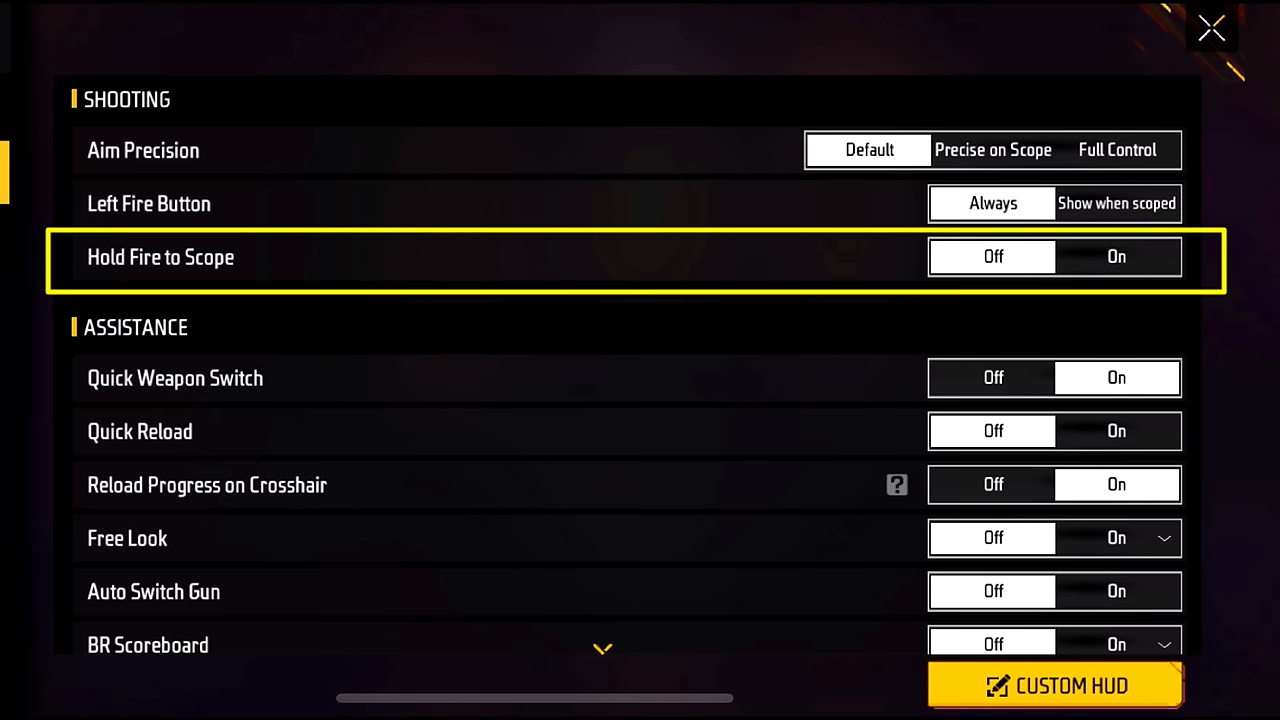 SHOOTING
Aim Precision Default Precise on Scope Full Control
Left Fire Button Always Show when scoped
Hold Fire to Scope Off On
ASSISTANCE
Quick Weapon Switch Off On
Quick Reload Off On
Reload Progress on Crosshair ? Off On
Free Look Off On
Auto Switch Gun Off On
BR Scoreboard Off On
CUSTOM HUD